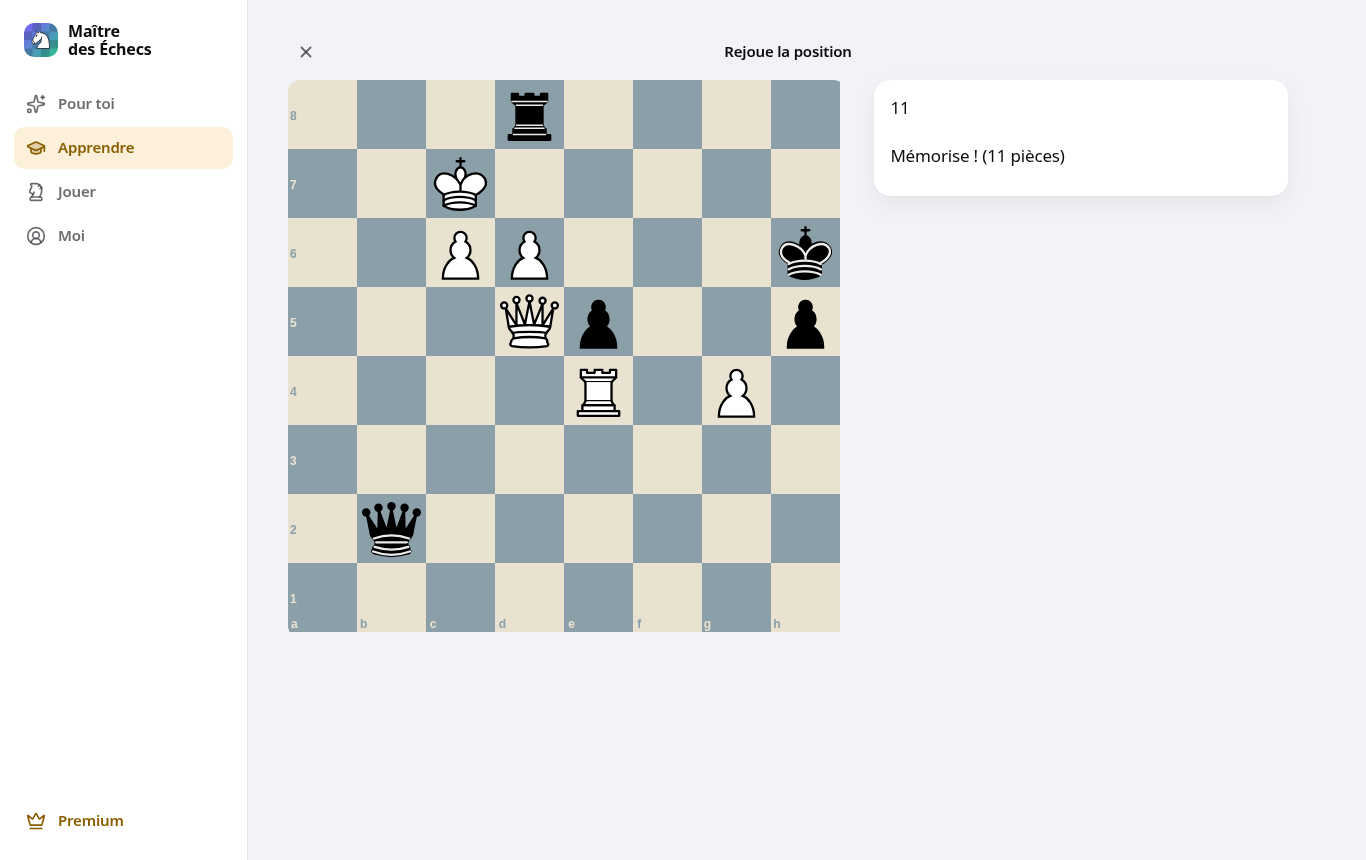 Maître
des Échecs
Pour toi
Apprendre
Jouer
Moi
Premium
Rejoue la position
8
7
6
5
4
3
2
1
a b c d e f g h
11
Mémorise ! (11 pièces)